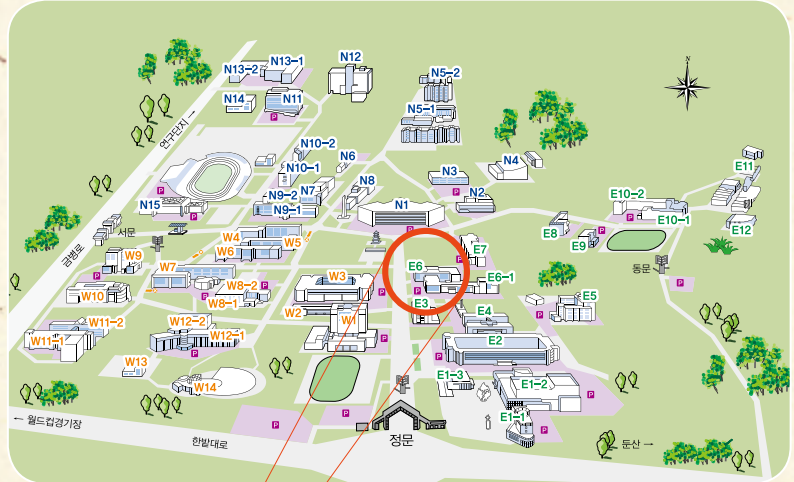 N
N12
N13-1
N13-2
N5-2
N14
N11
P
N5-1
연구단지→
N10-2
N6
N4
E11
N10-1
N3
P
N8
N7
P
N9-2
N2
E10-2
N15
N9-1
N1
P
E10-1
P
P
E8
E12
서문
W4
W5
E9
금병로
W6
E7
W9
동문
W7
E6
P
W3
E6-1
P
W8-2
W10
P
P
W8-1
E3
E5
W2
E4
P
W11-2
W12-2
W1
W11-1
W12-1
P
E2
P
P
W13
E1-3
E1-2
W14
P
P
P
E1-1
P
← 월드컵경기장
정문
한밭대로
둔산 →